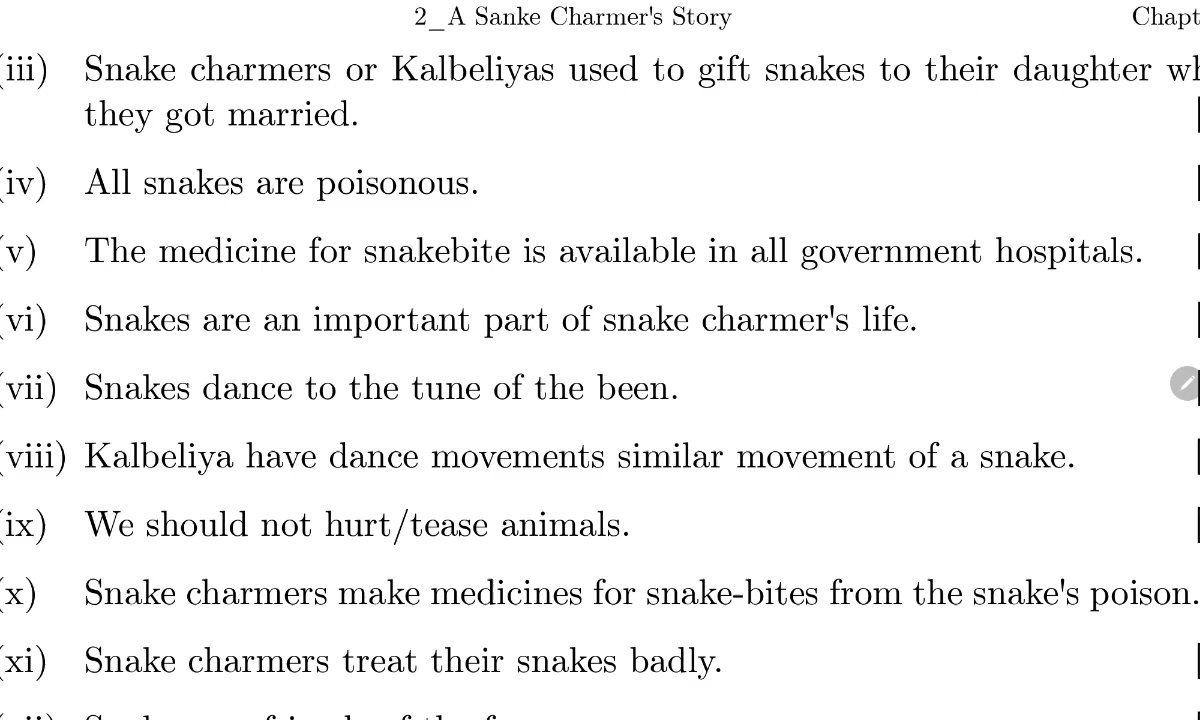 2_A Sanke Charmer's Story
(iii) Snake charmers or Kalbeliyas used to gift snakes to their daughter
they got married.
(iv) All snakes are poisonous.
(v) The medicine for snakebite is available in all government hospitals.
(vi) Snakes are an important part of snake charmer's life.
(vii) Snakes dance to the tune of the been.
(viii) Kalbeliya have dance movements similar movement of a snake.
(ix) We should not hurt/tease animals.
(x) Snake charmers make medicines for snake-bites from the snake's poison.
(xi) Snake charmers treat their snakes badly.